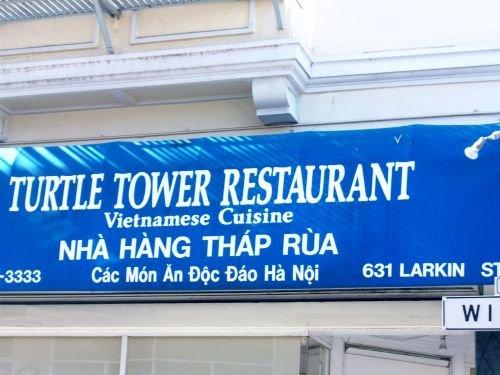 TURTLE TOWER RESTAURANT
Vietnamese Cuisine
NHÀ HÀNG THÁP RÙA
-3333 Các Món Ăn Độc Đáo Hà Nội 631 LARKIN ST
WI